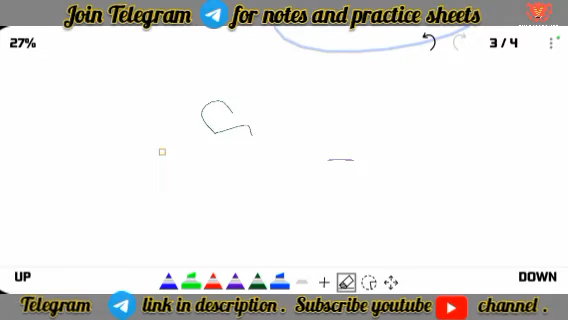 Join Telegram for notes and practice sheets
27%
3 / 4
UP
DOWN
Telegram link in description . Subscribe youtube channel .